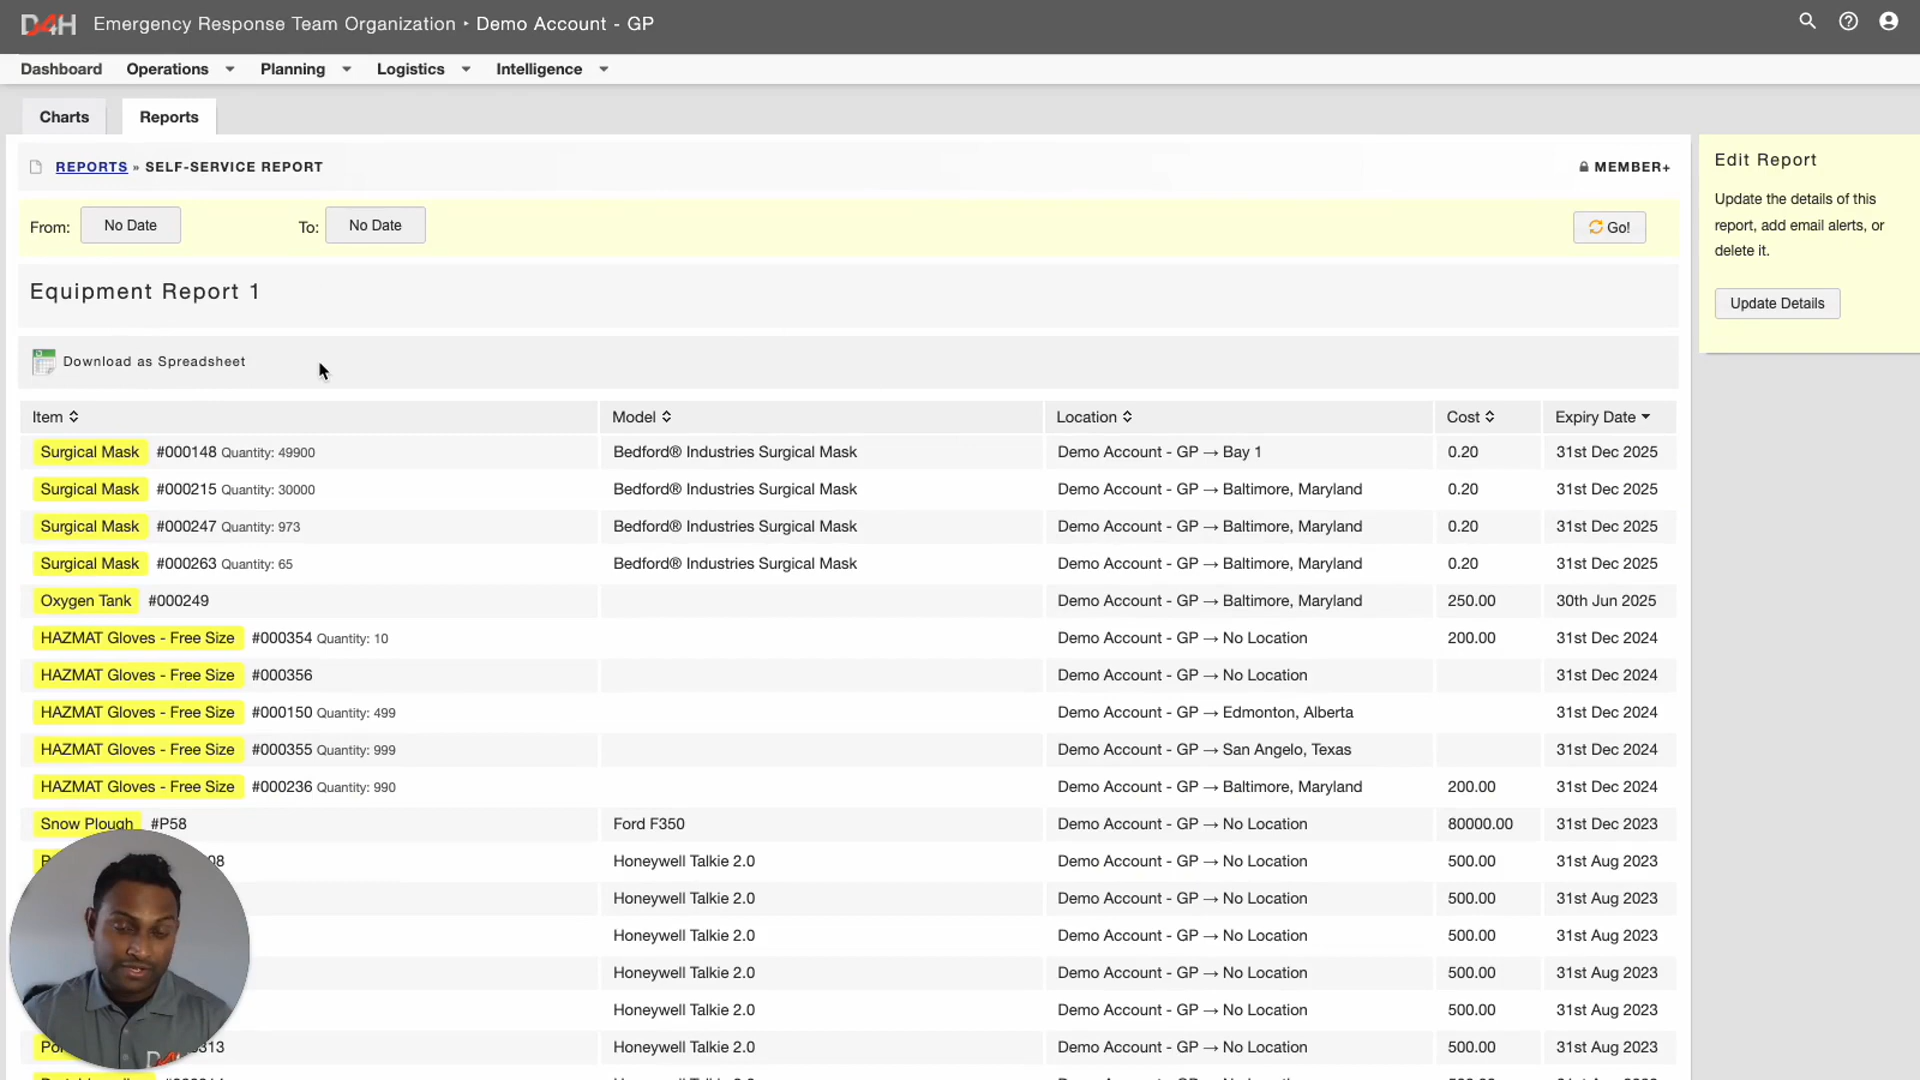 D4H Emergency Response Team Organization ‣ Demo Account - GP
Dashboard Operations Planning Logistics Intelligence
Charts Reports
REPORTS » SELF-SERVICE REPORT MEMBER+
From: No Date To: No Date Go!
Equipment Report 1
Download as Spreadsheet
Item Model Location Cost Expiry Date
Surgical Mask #000148 Quantity: 49900 Bedford® Industries Surgical Mask Demo Account - GP → Bay 1 0.20 31st Dec 2025
Surgical Mask #000215 Quantity: 30000 Bedford® Industries Surgical Mask Demo Account - GP → Baltimore, Maryland 0.20 31st Dec 2025
Surgical Mask #000247 Quantity: 973 Bedford® Industries Surgical Mask Demo Account - GP → Baltimore, Maryland 0.20 31st Dec 2025
Surgical Mask #000263 Quantity: 65 Bedford® Industries Surgical Mask Demo Account - GP → Baltimore, Maryland 0.20 31st Dec 2025
Oxygen Tank #000249 Demo Account - GP → Baltimore, Maryland 250.00 30th Jun 2025
HAZMAT Gloves - Free Size #000354 Quantity: 10 Demo Account - GP → No Location 200.00 31st Dec 2024
HAZMAT Gloves - Free Size #000356 Demo Account - GP → No Location 31st Dec 2024
HAZMAT Gloves - Free Size #000150 Quantity: 499 Demo Account - GP → Edmonton, Alberta 31st Dec 2024
HAZMAT Gloves - Free Size #000355 Quantity: 999 Demo Account - GP → San Angelo, Texas 31st Dec 2024
HAZMAT Gloves - Free Size #000236 Quantity: 990 Demo Account - GP → Baltimore, Maryland 200.00 31st Dec 2024
Snow Plough #P58 Ford F350 Demo Account - GP → No Location 80000.00 31st Dec 2023
Honeywell Talkie 2.0 Demo Account - GP → No Location 500.00 31st Aug 2023
Honeywell Talkie 2.0 Demo Account - GP → No Location 500.00 31st Aug 2023
Honeywell Talkie 2.0 Demo Account - GP → No Location 500.00 31st Aug 2023
Honeywell Talkie 2.0 Demo Account - GP → No Location 500.00 31st Aug 2023
Honeywell Talkie 2.0 Demo Account - GP → No Location 500.00 31st Aug 2023
Honeywell Talkie 2.0 Demo Account - GP → No Location 500.00 31st Aug 2023
Edit Report
Update the details of this
report, add email alerts, or
delete it.
Update Details